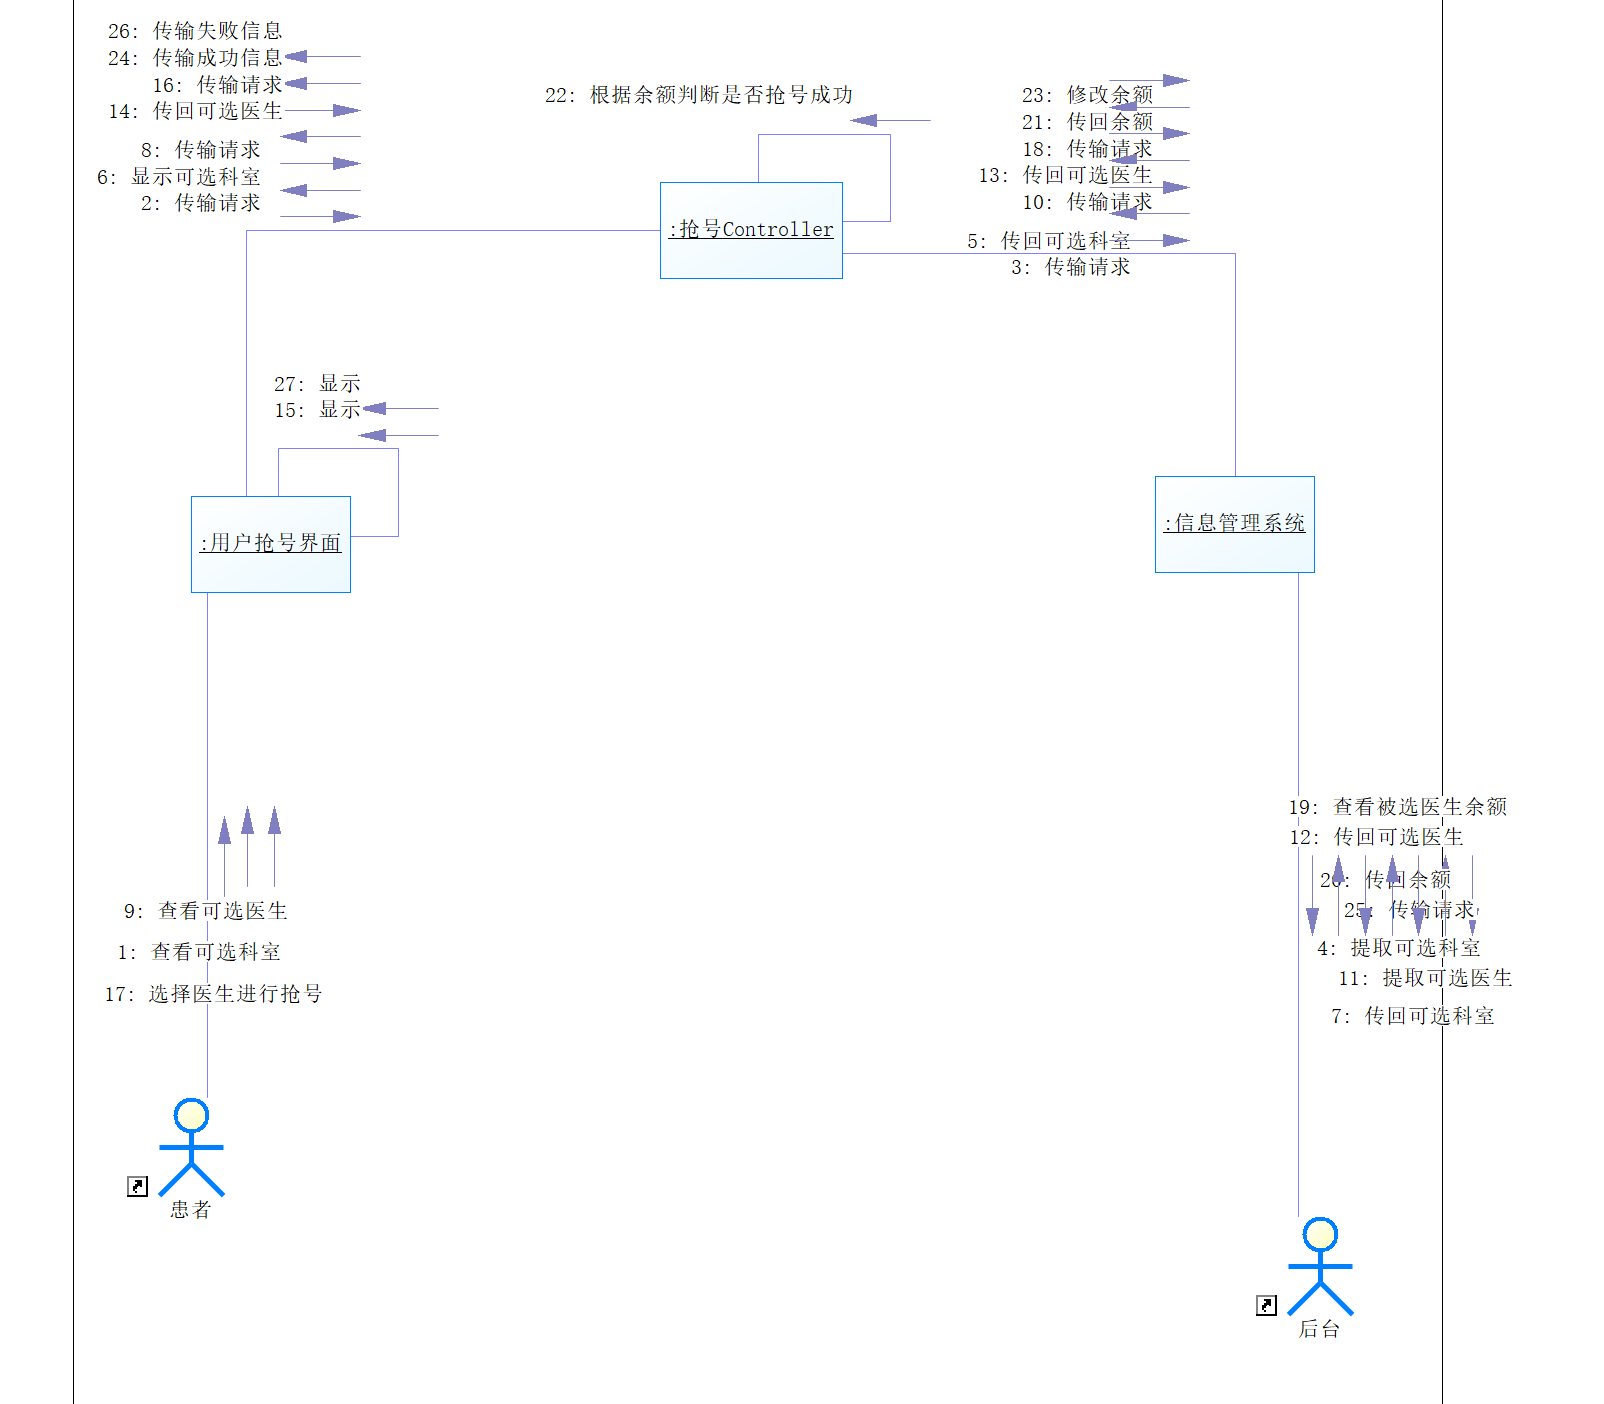 26: 传输失败信息
24: 传输成功信息
16: 传输请求
14: 传回可选医生
8: 传输请求
6: 显示可选科室
2: 传输请求
22: 根据余额判断是否抢号成功
23: 修改余额
21: 传回余额
18: 传输请求
13: 传回可选医生
10: 传输请求
5: 传回可选科室
3: 传输请求
:抢号Controller
27: 显示
15: 显示
:用户抢号界面
:信息管理系统
19: 查看被选医生余额
12: 传回可选医生
20: 传回余额
25: 传输请求
4: 提取可选科室
11: 提取可选医生
7: 传回可选科室
9: 查看可选医生
1: 查看可选科室
17: 选择医生进行抢号
患者
后台